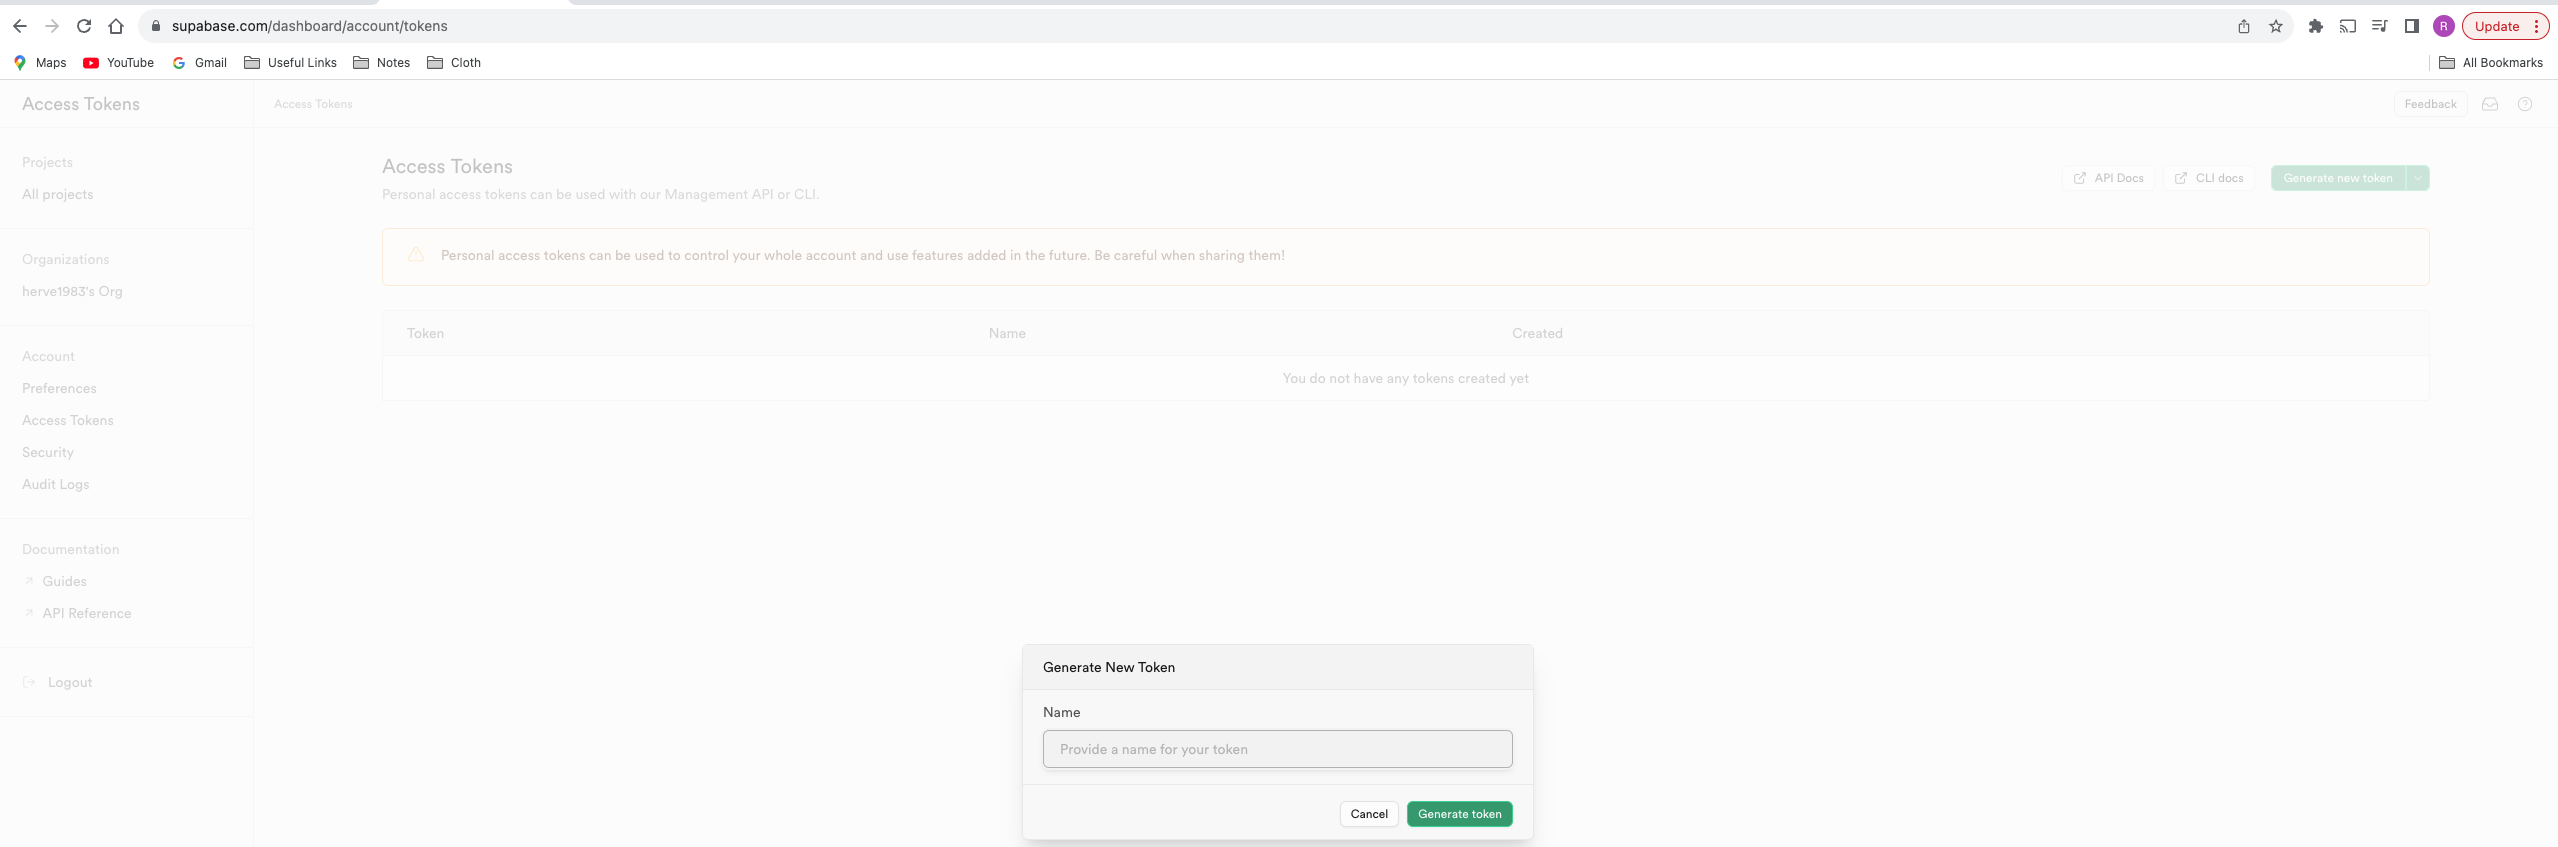 supabase.com/dashboard/account/tokens
R
Update
Maps
YouTube
Gmail
Useful Links
Notes
Cloth
All Bookmarks
Access Tokens
Access Tokens
Feedback
Projects
All projects
Organizations
herve1983's Org
Account
Preferences
Access Tokens
Security
Audit Logs
Documentation
Guides
API Reference
Logout
Access Tokens
Personal access tokens can be used with our Management API or CLI.
API Docs
CLI docs
Generate new token
Personal access tokens can be used to control your whole account and use features added in the future. Be careful when sharing them!
Token Name Created
You do not have any tokens created yet
Generate New Token
Name
Provide a name for your token
Cancel
Generate token